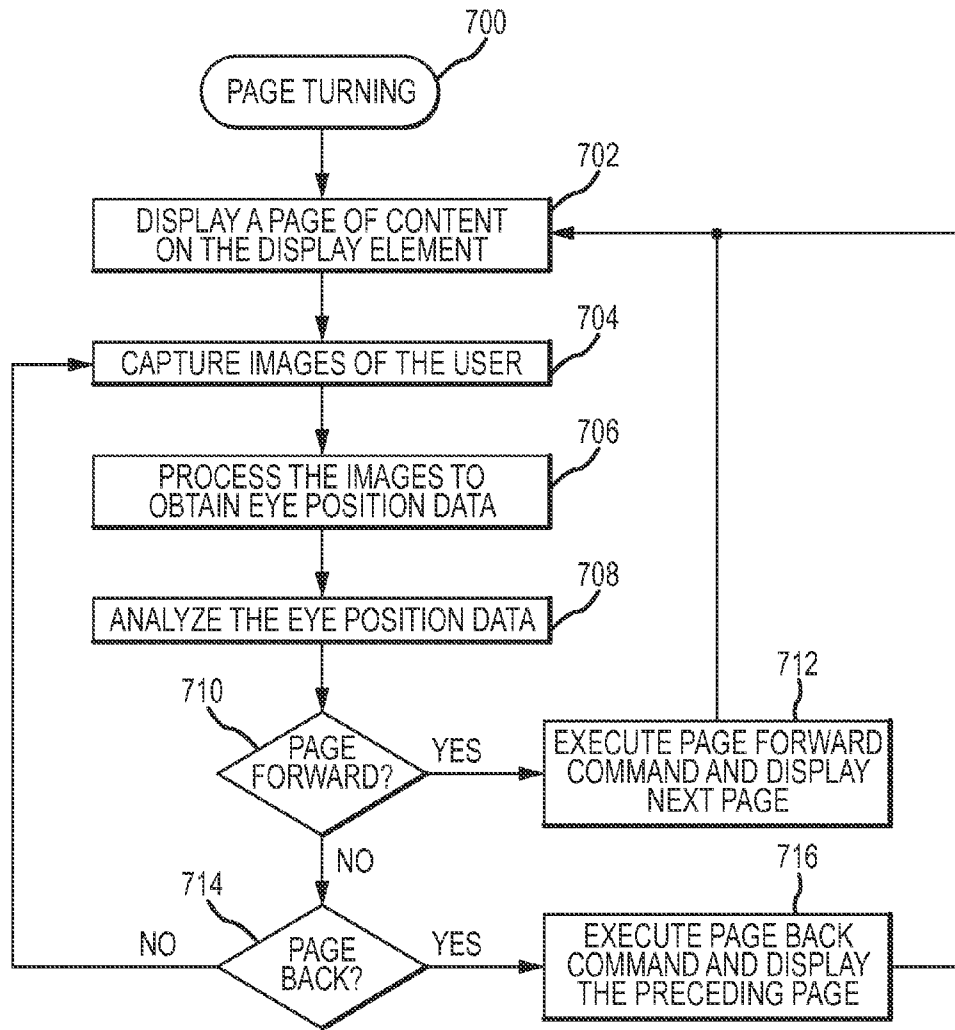 700
PAGE TURNING
702
DISPLAY A PAGE OF CONTENT
ON THE DISPLAY ELEMENT
704
CAPTURE IMAGES OF THE USER
706
PROCESS THE IMAGES TO
OBTAIN EYE POSITION DATA
708
ANALYZE THE EYE POSITION DATA
710
PAGE
FORWARD?
YES
712
EXECUTE PAGE FORWARD
COMMAND AND DISPLAY
NEXT PAGE
NO
714
PAGE
BACK?
NO
YES
716
EXECUTE PAGE BACK
COMMAND AND DISPLAY
THE PRECEDING PAGE